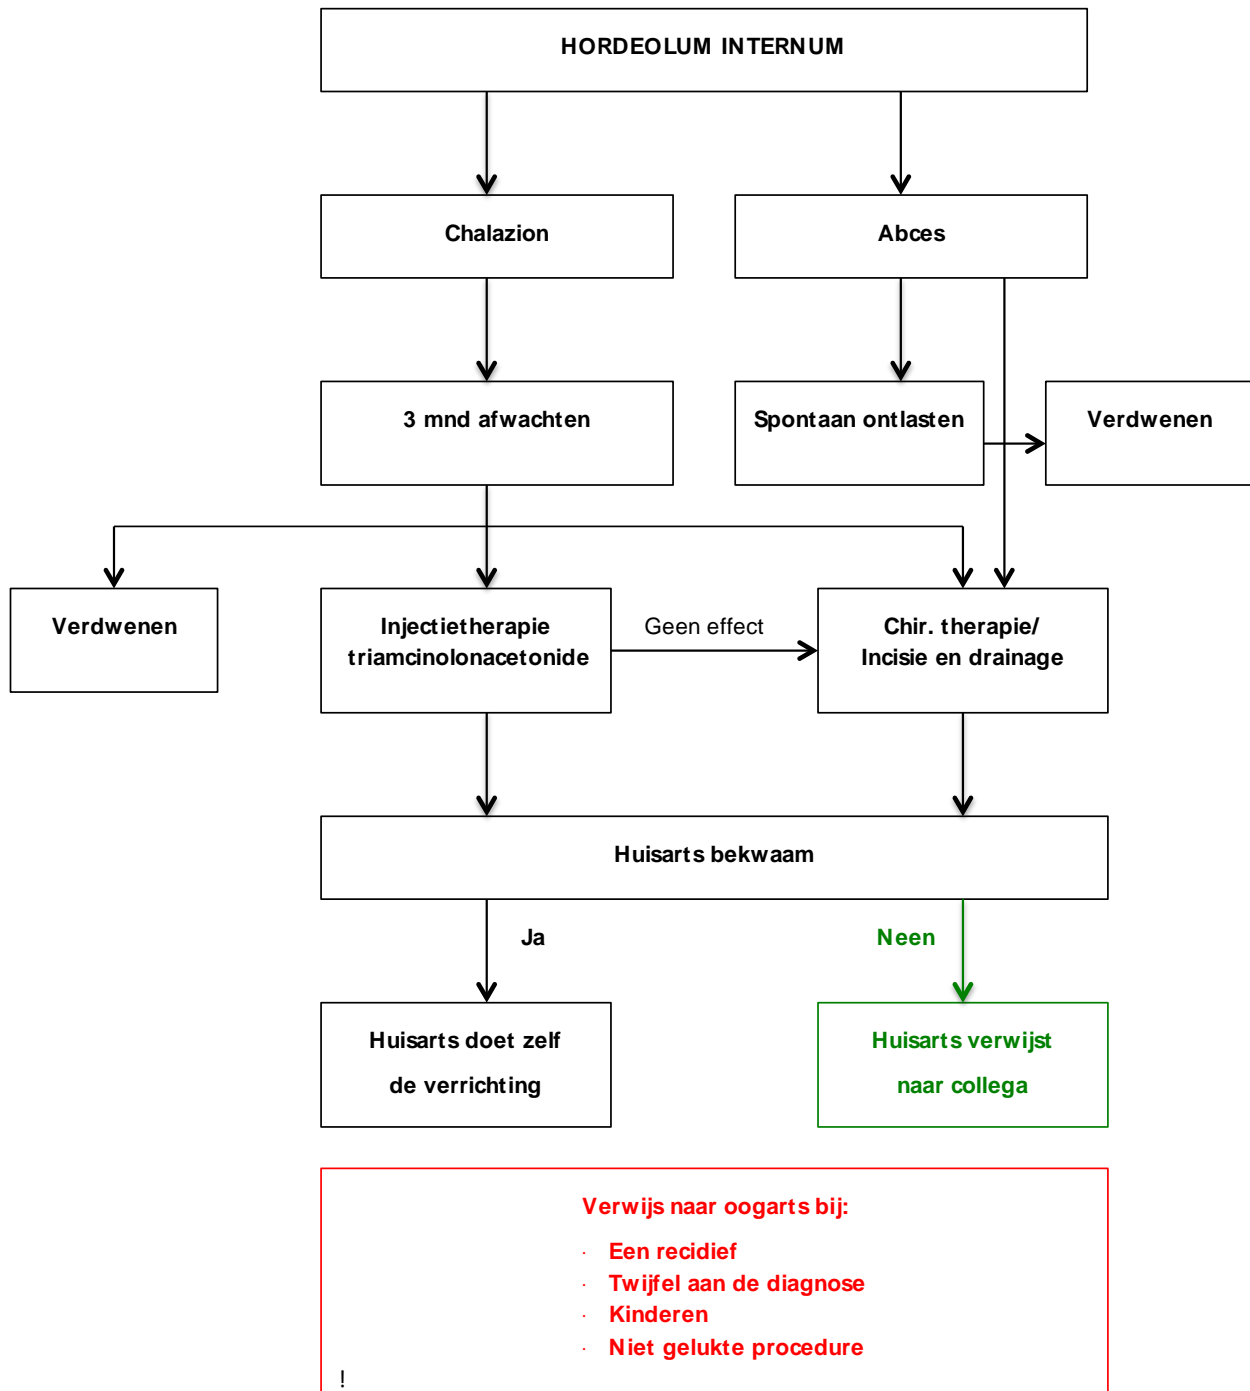 HORDEOLUM INTERNUM
Chalazion
Abces
3 mnd afwachten
Spontaan ontlasten
Verdwenen
Verdwenen
Injectietherapie
triamcinolonacetonide
Geen effect
Chir. therapie/
Incisie en drainage
Huisarts bekwaam
Ja
Neen
Huisarts doet zelf
de verrichting
Huisarts verwijst
naar collega
Verwijs naar oogarts bij:
· Een recidief
· Twijfel aan de diagnose
· Kinderen
· Niet gelukte procedure
!